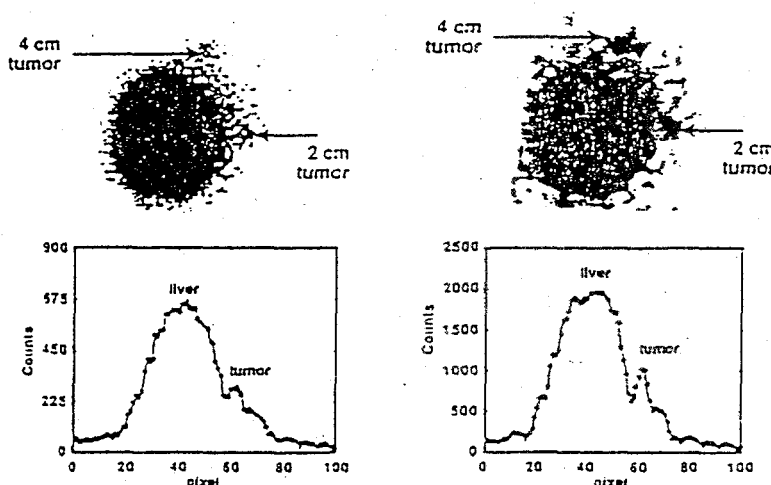 4 cm
tumor
2 cm
tumor
4 cm
tumor
2 cm
tumor
900
675
450
225
0
Counts
liver
tumor
0 20 40 60 80 100
pixel
2500
2000
1500
1000
500
0
Counts
liver
tumor
0 20 40 60 80 100
pixel